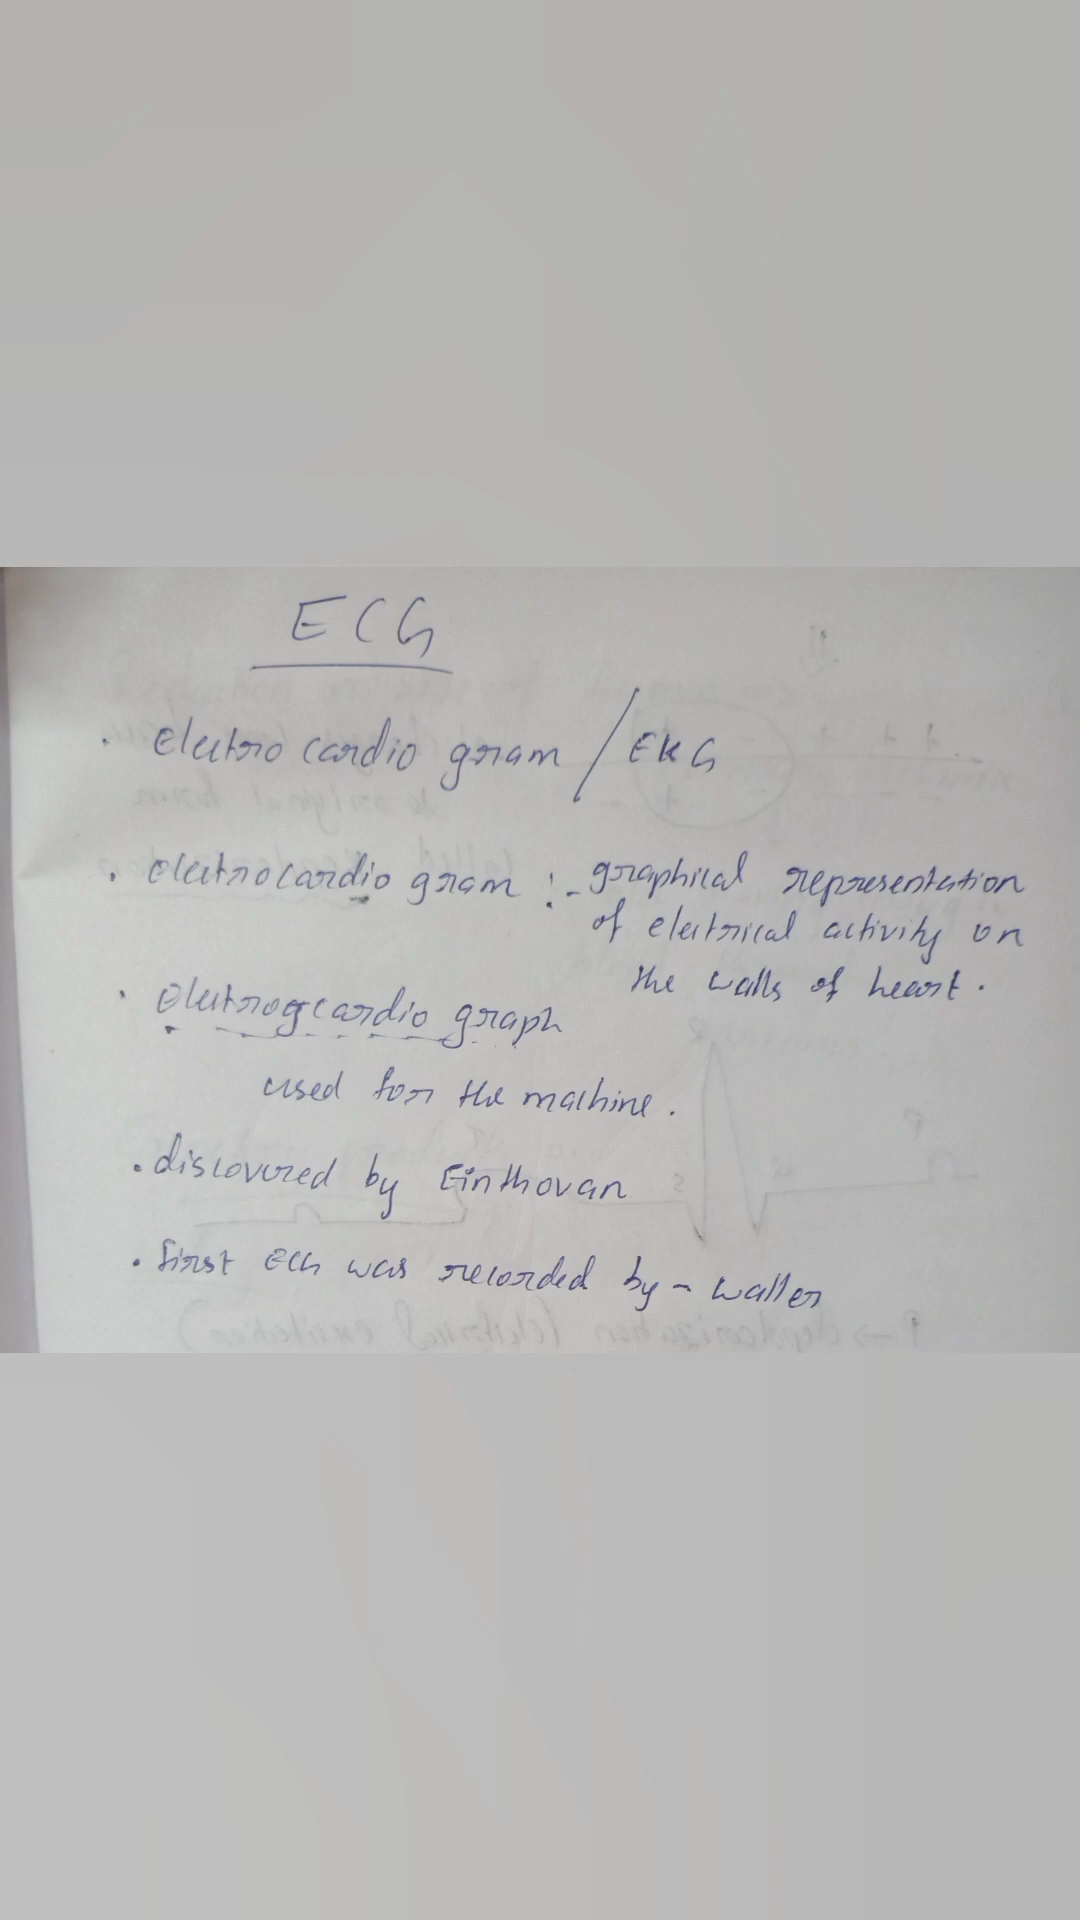 ECG
. Electro cardio gram / EKG
. electrocardio gram :- graphical representation
of electrical activity on
the walls of heart.
. electrogcardio graph
used for the machine.
. discovered by Einthovan
. first ECG was recorded by - waller